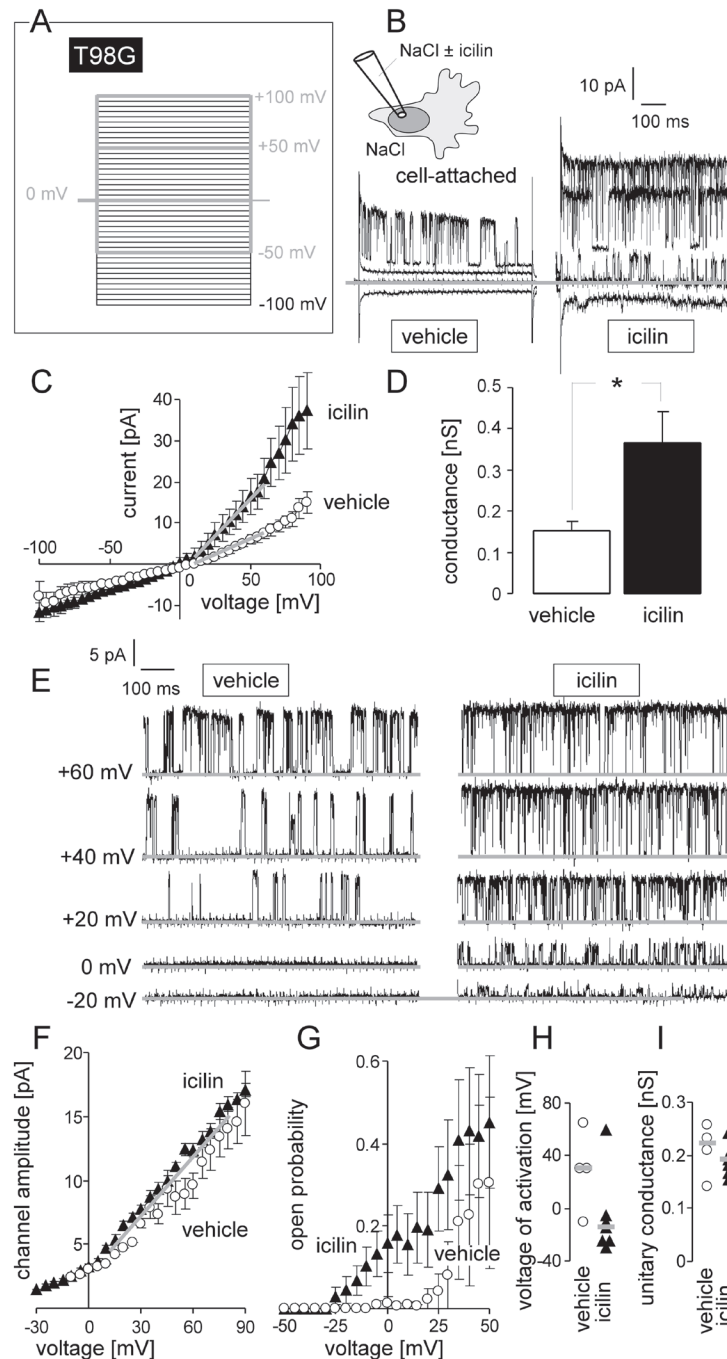 A
T98G
+100 mV
+50 mV
0 mV
-50 mV
-100 mV
B
NaCl ± icilin
NaCl
cell-attached
10 pA
100 ms
vehicle
icilin
C
current [pA]
40
30
20
10
-10
-100
-50
50
100
voltage [mV]
icilin
vehicle
D
conductance [nS]
0.5
0.4
0.3
0.2
0.1
0
*
vehicle
icilin
E
5 pA
100 ms
vehicle
icilin
+60 mV
+40 mV
+20 mV
0 mV
-20 mV
F
channel amplitude [pA]
20
15
10
5
icilin
vehicle
-30
0
30
60
90
voltage [mV]
G
open probability
0.6
0.4
0.2
0
icilin
vehicle
-50
-25
0
25
50
voltage [mV]
H
voltage of activation [mV]
80
40
0
-40
vehicle
icilin
I
unitary conductance [nS]
0.3
0.2
0.1
0
vehicle
icilin